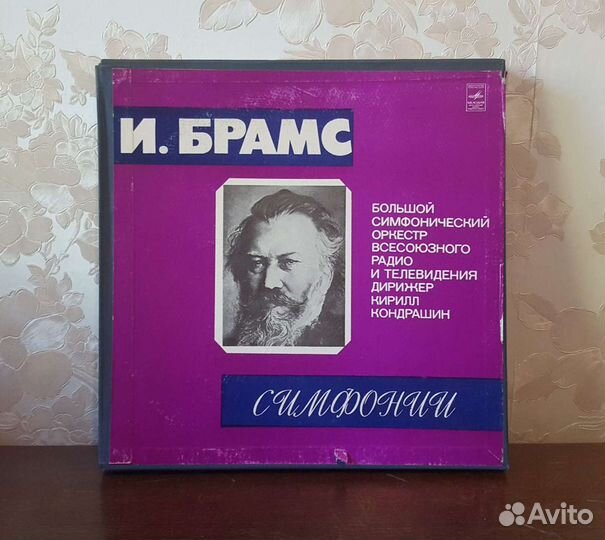 И. БРАМС
БОЛЬШОЙ
СИМФОНИЧЕСКИЙ
ОРКЕСТР
ВСЕСОЮЗНОГО
РАДИО
И ТЕЛЕВИДЕНИЯ
ДИРИЖЕР
КИРИЛЛ
КОНДРАШИН
СИМФОНИИ
Avito